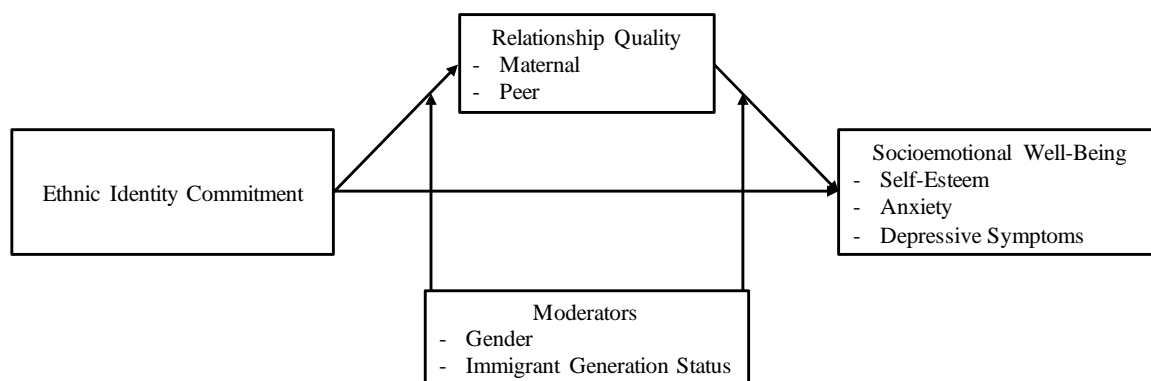 Relationship Quality
- Maternal
- Peer
Ethnic Identity Commitment
Socioemotional Well-Being
- Self-Esteem
- Anxiety
- Depressive Symptoms
Moderators
- Gender
- Immigrant Generation Status